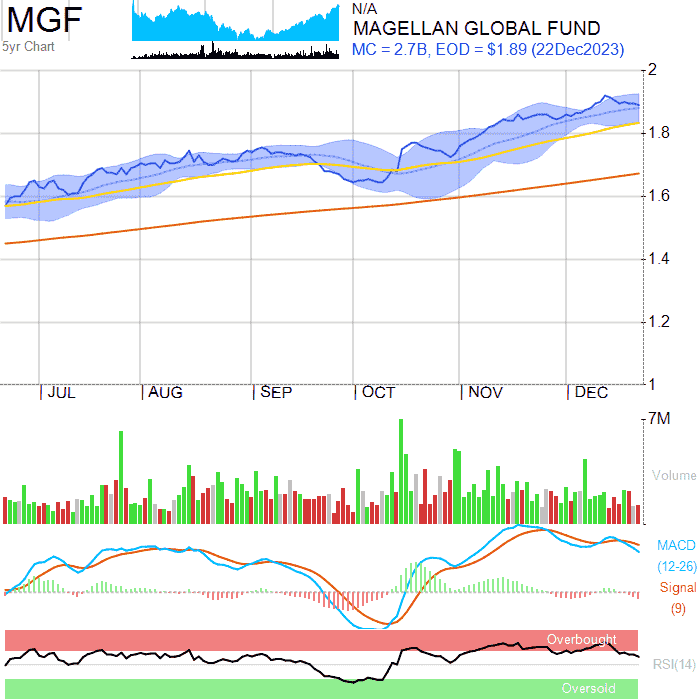 MGF
N/A
5yr Chart
MAGELLAN GLOBAL FUND
MC = 2.7B, EOD = $1.89 (22Dec2023)
2
1.8
1.6
1.4
1.2
1
JUL AUG SEP OCT NOV DEC
7M
Volume
MACD
(12-26)
Signal
(9)
Overbought
RSI(14)
Oversold